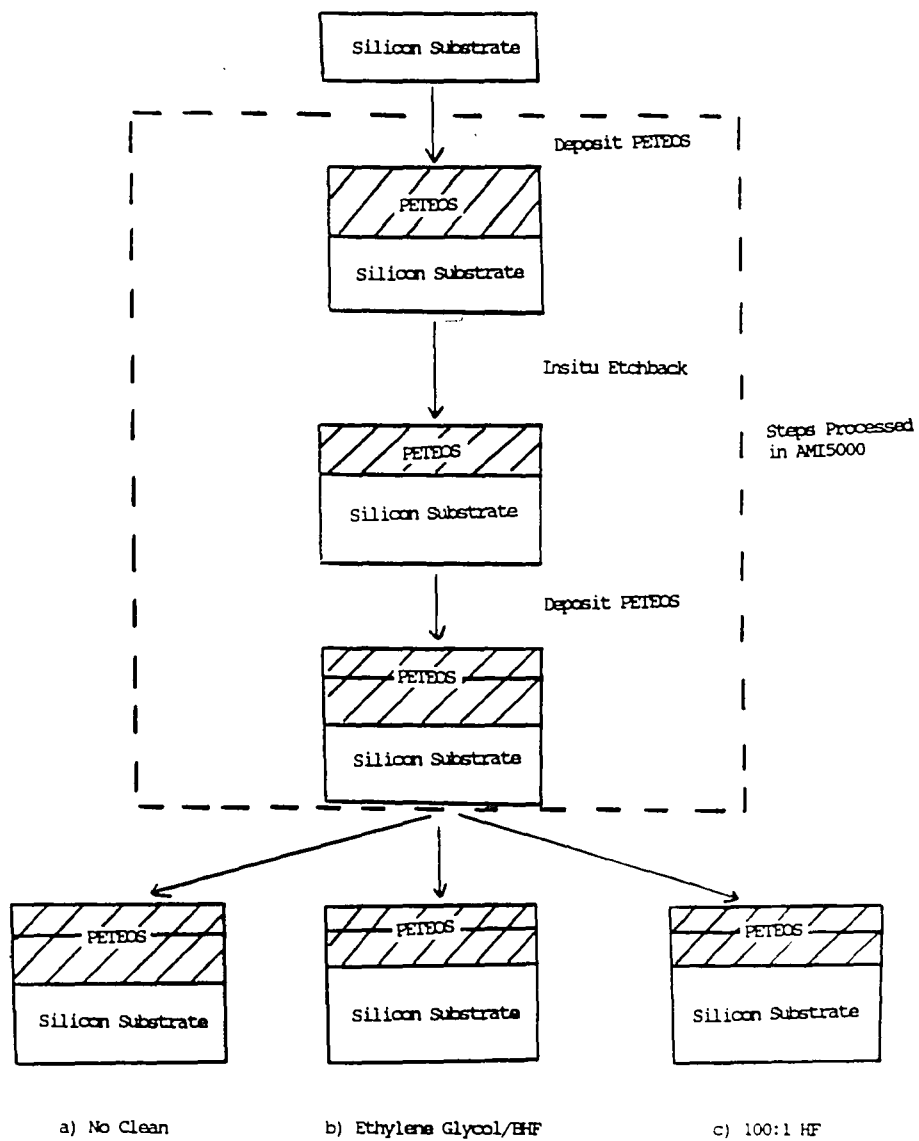 Silicon Substrate
Deposit PETEOS
PETEOS
Silicon Substrate
Insitu Etchback
Steps Processed
in AMI5000
PETEOS
Silicon Substrate
Deposit PETEOS
PETEOS
Silicon Substrate
PETEOS
PETEOS
PETEOS
Silicon Substrate
Silicon Substrate
Silicon Substrate
a) No Clean
b) Ethylene Glycol/BHF
c) 100:1 HF